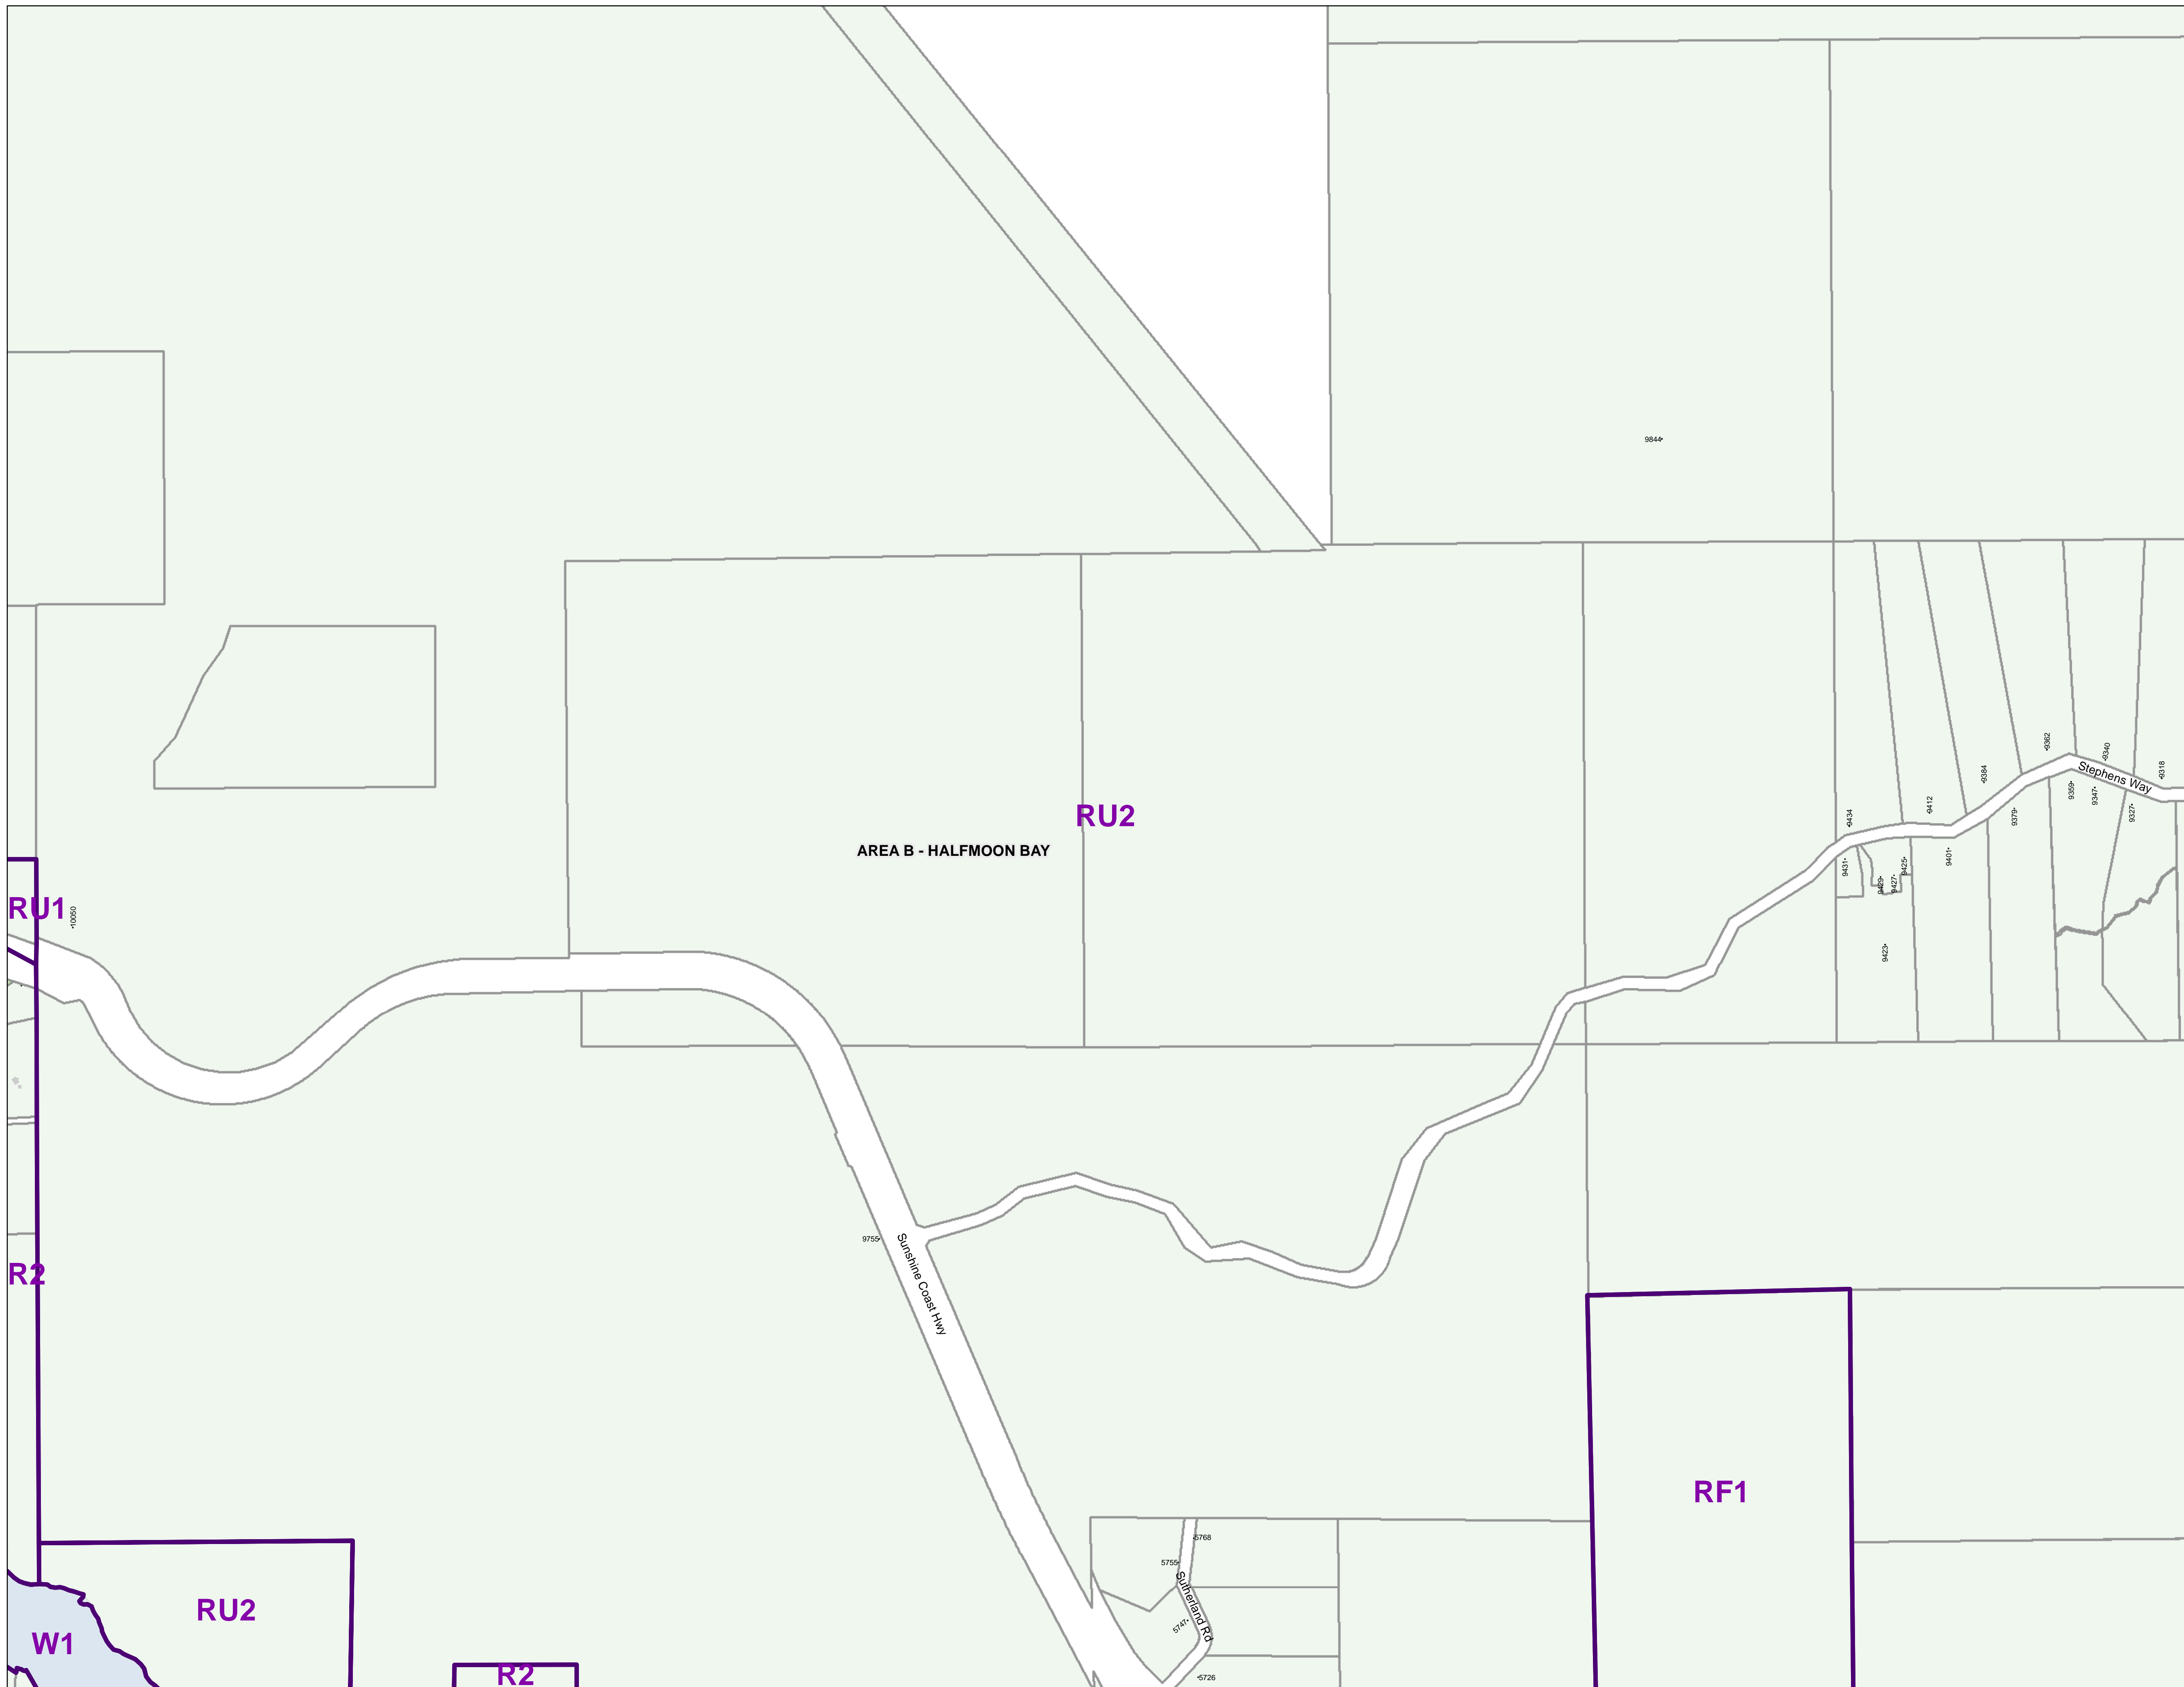 9844
9362
9340
9318
Stephens Way
9384
9359
9347
9327
9412
9379
9434
RU2
AREA B - HALFMOON BAY
9431
9425
9401
9429
9427
RU1
10050
9423
9755
Sunshine Coast Hwy
R2
RF1
5768
5755
Sutherland Rd
5747
RU2
W1
R2
5726